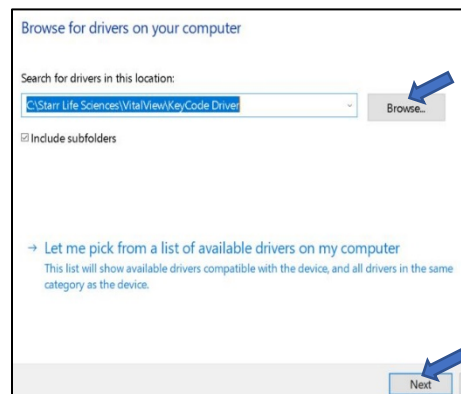 Browse for drivers on your computer
Search for drivers in this location:
C:\Starr Life Sciences\VitalView\KeyCode Driver
Browse...
Include subfolders
→ Let me pick from a list of available drivers on my computer
This list will show available drivers compatible with the device, and all drivers in the same
category as the device.
Next